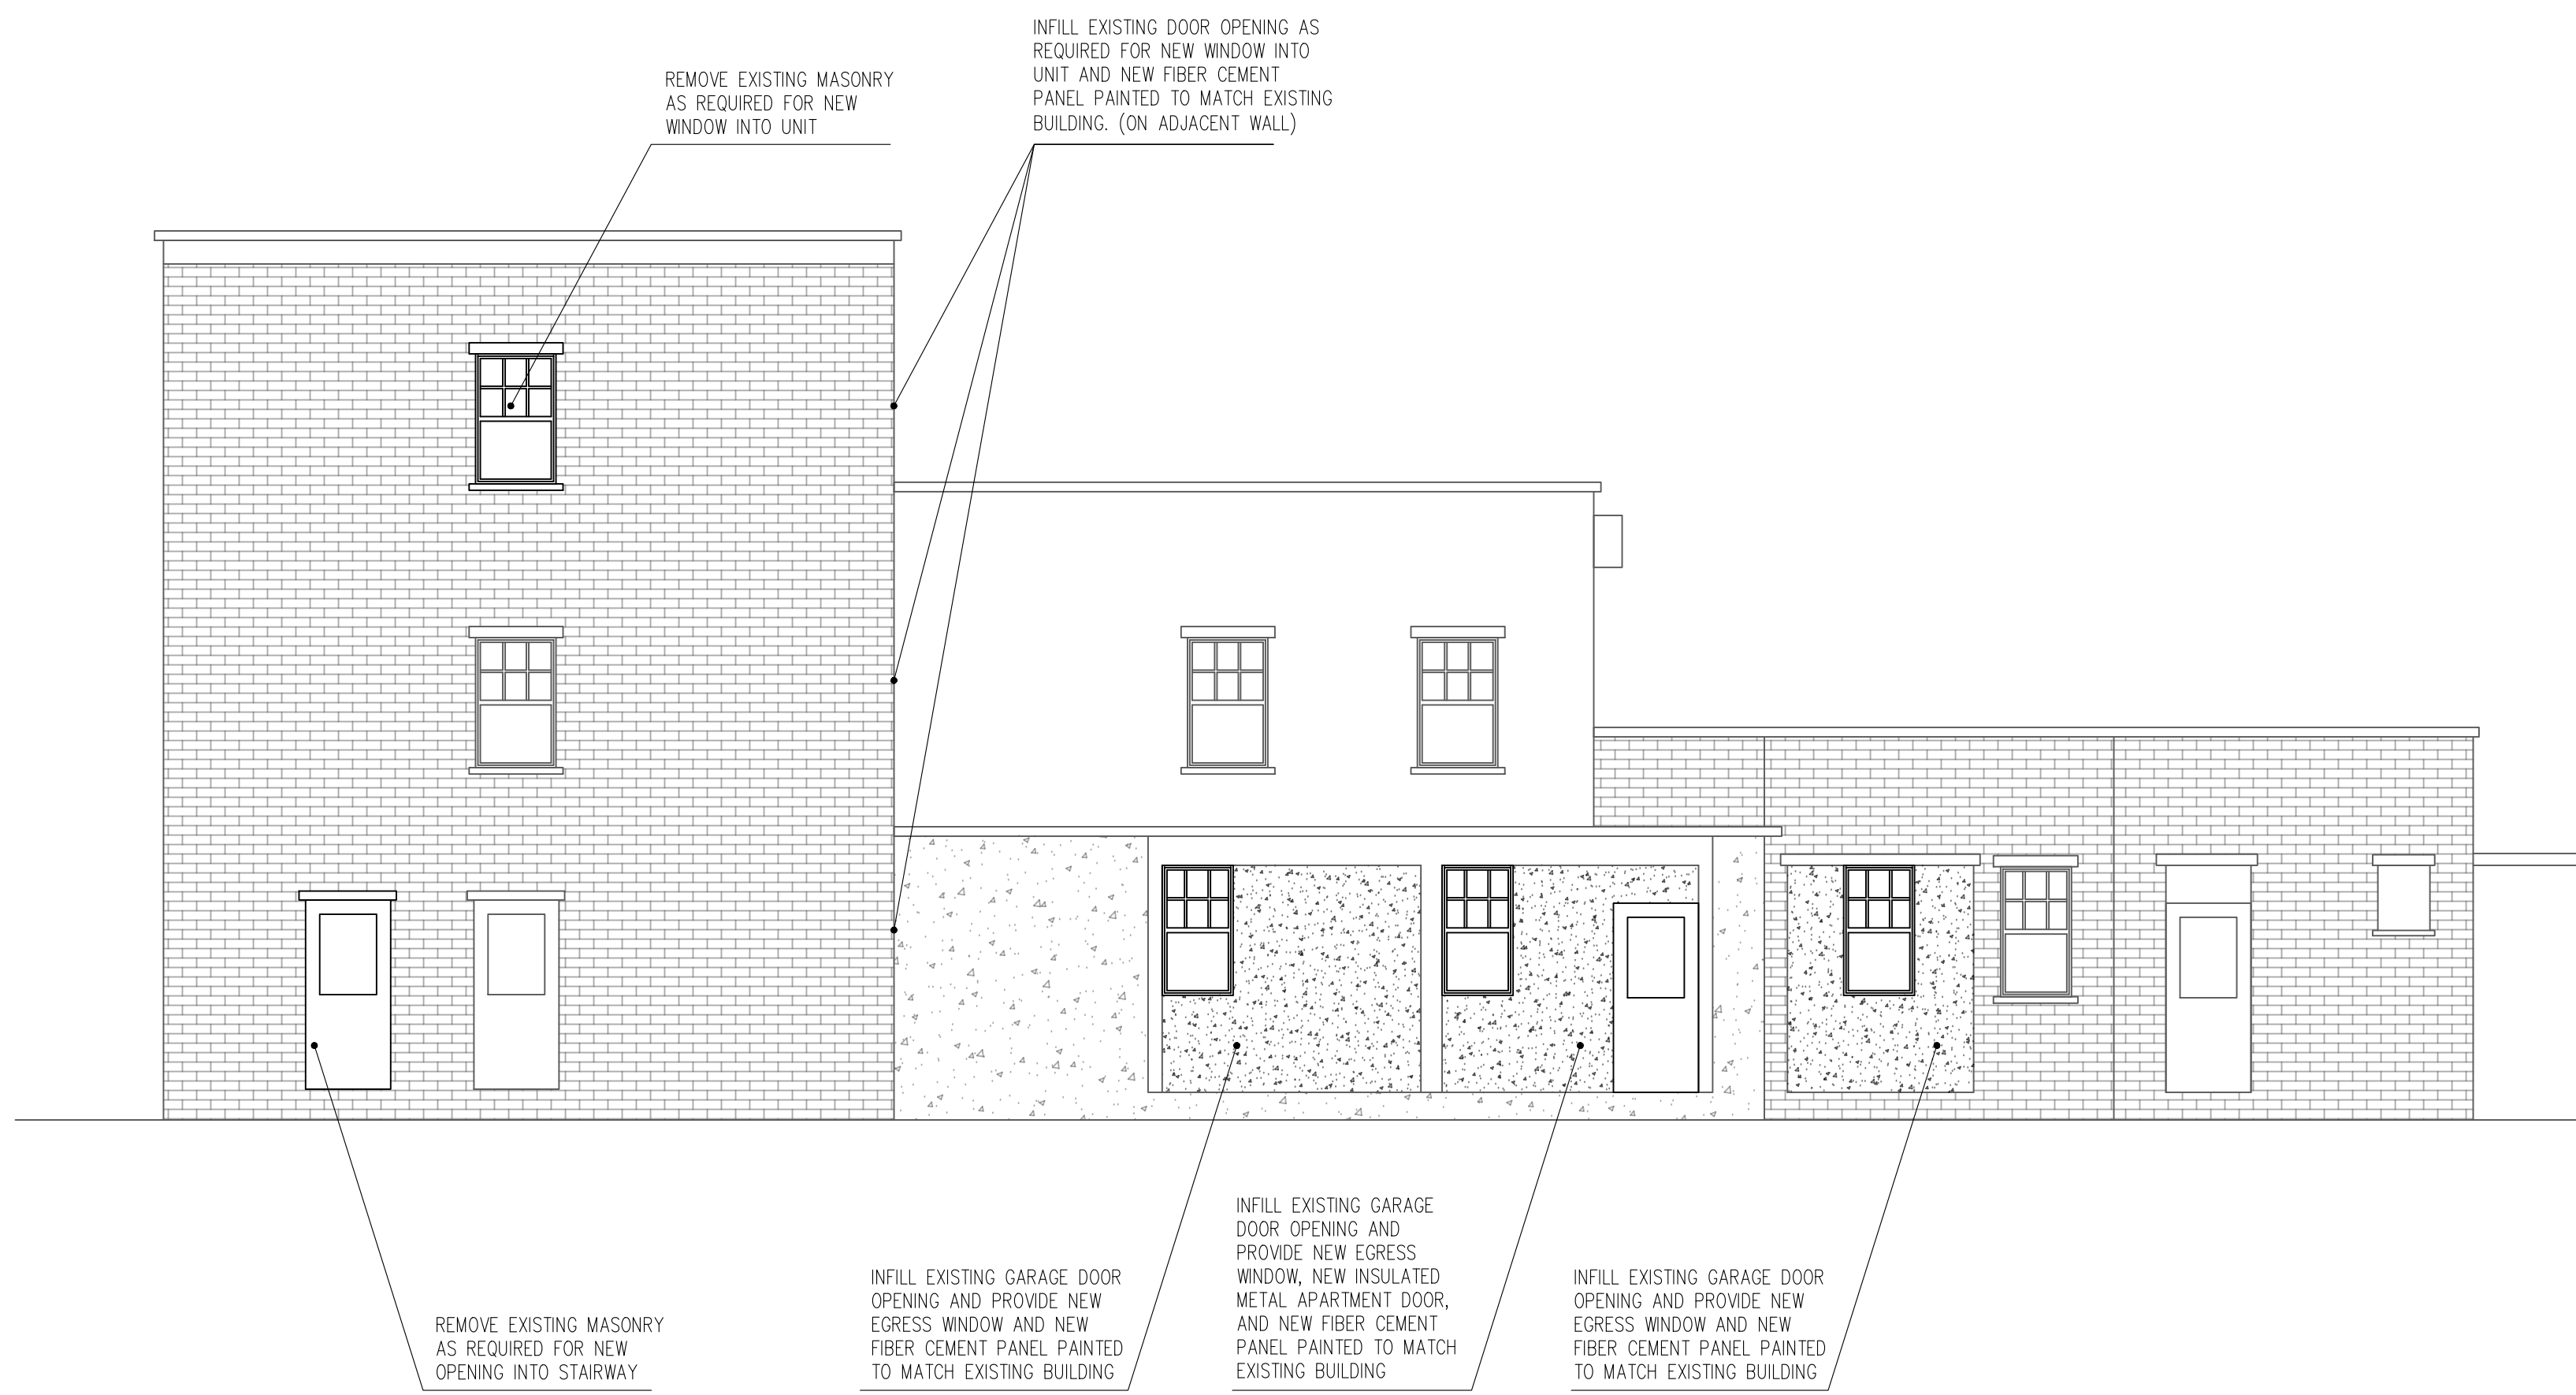 INFILL EXISTING DOOR OPENING AS
REQUIRED FOR NEW WINDOW INTO
UNIT AND NEW FIBER CEMENT
PANEL PAINTED TO MATCH EXISTING
BUILDING. (ON ADJACENT WALL)
REMOVE EXISTING MASONRY
AS REQUIRED FOR NEW
WINDOW INTO UNIT
REMOVE EXISTING MASONRY
AS REQUIRED FOR NEW
OPENING INTO STAIRWAY
INFILL EXISTING GARAGE DOOR
OPENING AND PROVIDE NEW
EGRESS WINDOW AND NEW
FIBER CEMENT PANEL PAINTED
TO MATCH EXISTING BUILDING
INFILL EXISTING GARAGE
DOOR OPENING AND
PROVIDE NEW EGRESS
WINDOW, NEW INSULATED
METAL APARTMENT DOOR,
AND NEW FIBER CEMENT
PANEL PAINTED TO MATCH
EXISTING BUILDING
INFILL EXISTING GARAGE DOOR
OPENING AND PROVIDE NEW
EGRESS WINDOW AND NEW
FIBER CEMENT PANEL PAINTED
TO MATCH EXISTING BUILDING